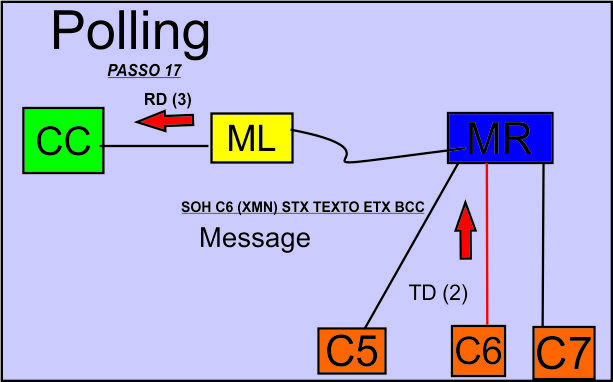 Polling
PASSO 17
RD (3)
CC
ML
MR
SOH C6 (XMN) STX TEXTO ETX BCC
Message
TD (2)
C5
C6
C7